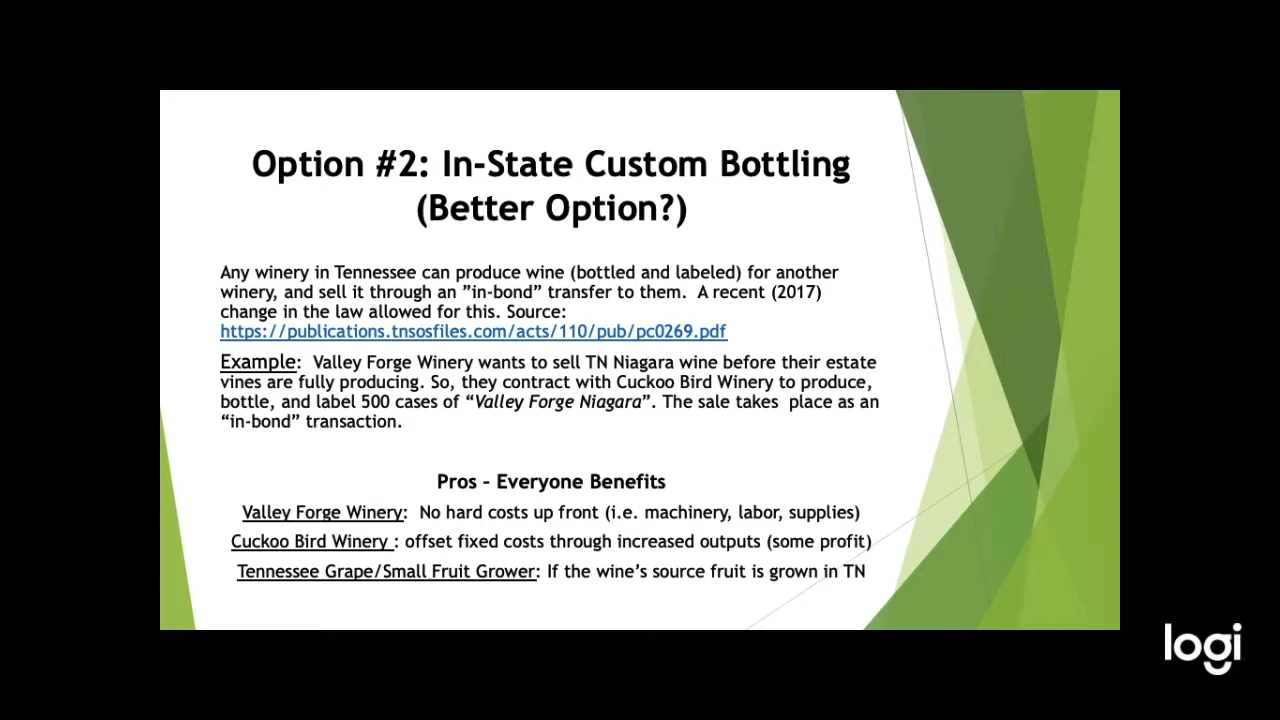 Option #2: In-State Custom Bottling
(Better Option?)
Any winery in Tennessee can produce wine (bottled and labeled) for another
winery, and sell it through an ”in-bond” transfer to them.  A recent (2017)
change in the law allowed for this. Source:
https://publications.tnsosfiles.com/acts/110/pub/pc0269.pdf
Example:  Valley Forge Winery wants to sell TN Niagara wine before their estate
vines are fully producing. So, they contract with Cuckoo Bird Winery to produce,
bottle, and label 500 cases of “Valley Forge Niagara”. The sale takes  place as an
“in-bond” transaction.
Pros – Everyone Benefits
Valley Forge Winery:  No hard costs up front (i.e. machinery, labor, supplies)
Cuckoo Bird Winery : offset fixed costs through increased outputs (some profit)
Tennessee Grape/Small Fruit Grower: If the wine’s source fruit is grown in TN
logi